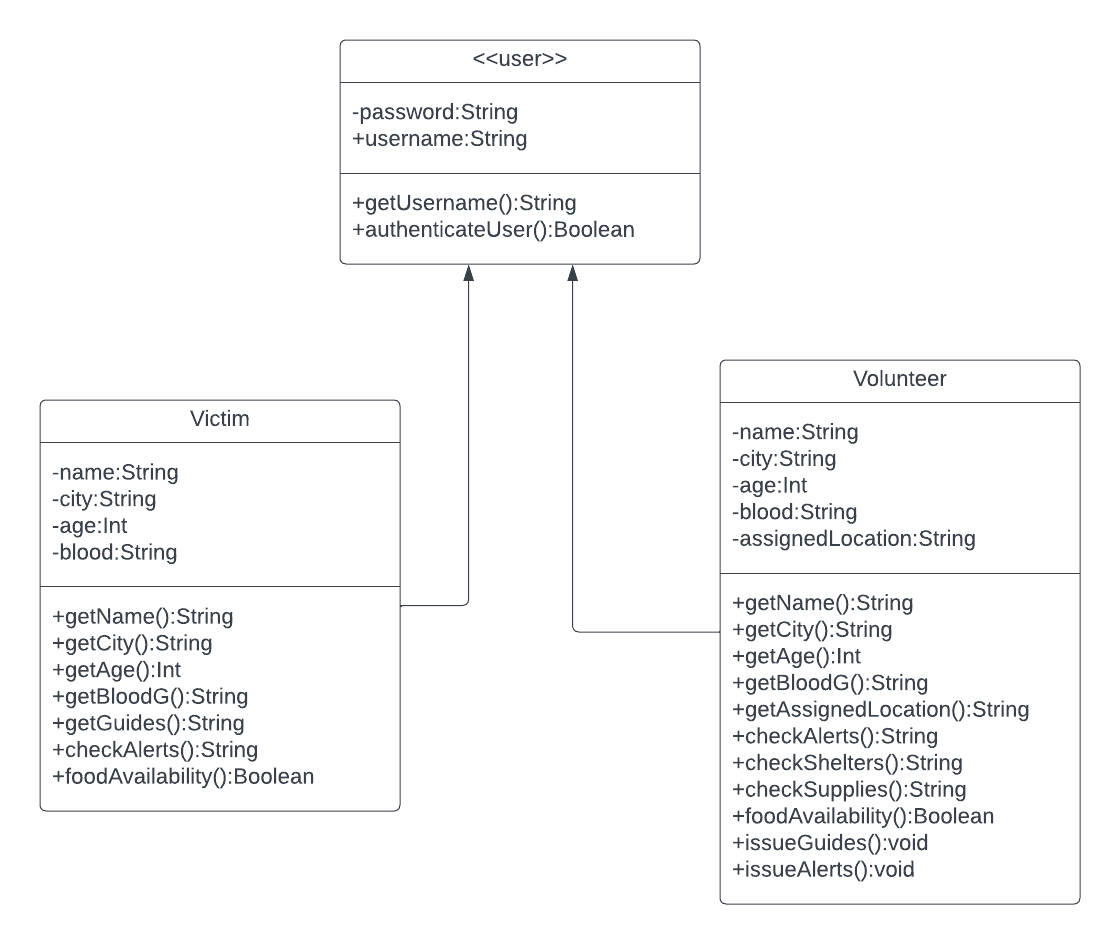 <<user>>
-password:String
+username:String
+getUsername():String
+authenticateUser():Boolean
Victim
-name:String
-city:String
-age:Int
-blood:String
+getName():String
+getCity():String
+getAge():Int
+getBloodG():String
+getGuides():String
+checkAlerts():String
+foodAvailability():Boolean
Volunteer
-name:String
-city:String
-age:Int
-blood:String
-assignedLocation:String
+getName():String
+getCity():String
+getAge():Int
+getBloodG():String
+getAssignedLocation():String
+checkAlerts():String
+checkShelters():String
+checkSupplies():String
+foodAvailability():Boolean
+issueGuides():void
+issueAlerts():void